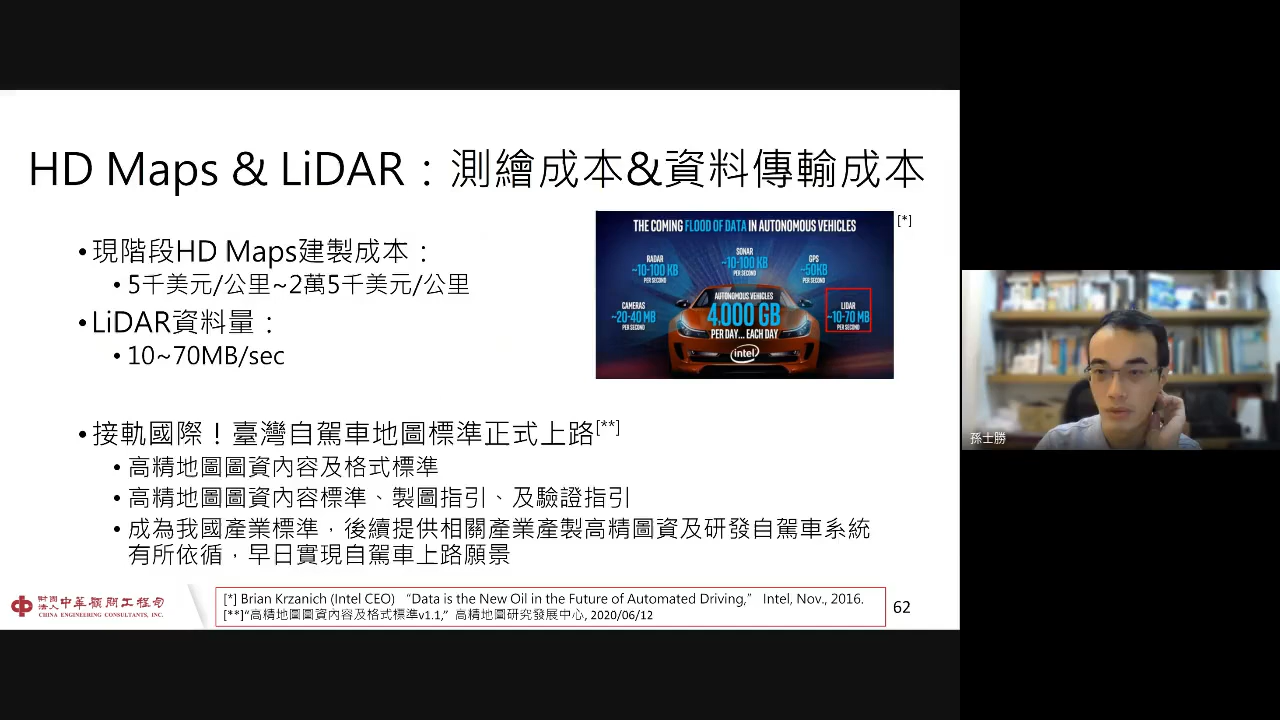 HD Maps & LiDAR：測繪成本&資料傳輸成本
•現階段HD Maps建製成本：
•5千美元/公里~2萬5千美元/公里
•LiDAR資料量：
•10~70MB/sec
THE COMING FLOOD OF DATA IN AUTONOMOUS VEHICLES
[*]
RADAR
~10-100 KB
PER SECOND
SONAR
~10-100 KB
PER SECOND
GPS
~50KB
PER SECOND
CAMERAS
~20-40 MB
PER SECOND
AUTONOMOUS VEHICLES
4,000 GB
PER DAY... EACH DAY
LIDAR
~10-70 MB
PER SECOND
intel
•接軌國際！臺灣自駕車地圖標準正式上路[**]
•高精地圖圖資內容及格式標準
•高精地圖圖資內容標準、製圖指引、及驗證指引
•成為我國產業標準，後續提供相關產業產製高精圖資及研發自駕車系統
有所依循，早日實現自駕車上路願景
財團法人中華顧問工程司
CHINA ENGINEERING CONSULTANTS, INC.
[*] Brian Krzanich (Intel CEO) “Data is the New Oil in the Future of Automated Driving,” Intel, Nov., 2016.
[**]“高精地圖圖資內容及格式標準v1.1,” 高精地圖研究發展中心, 2020/06/12
62
孫士勝